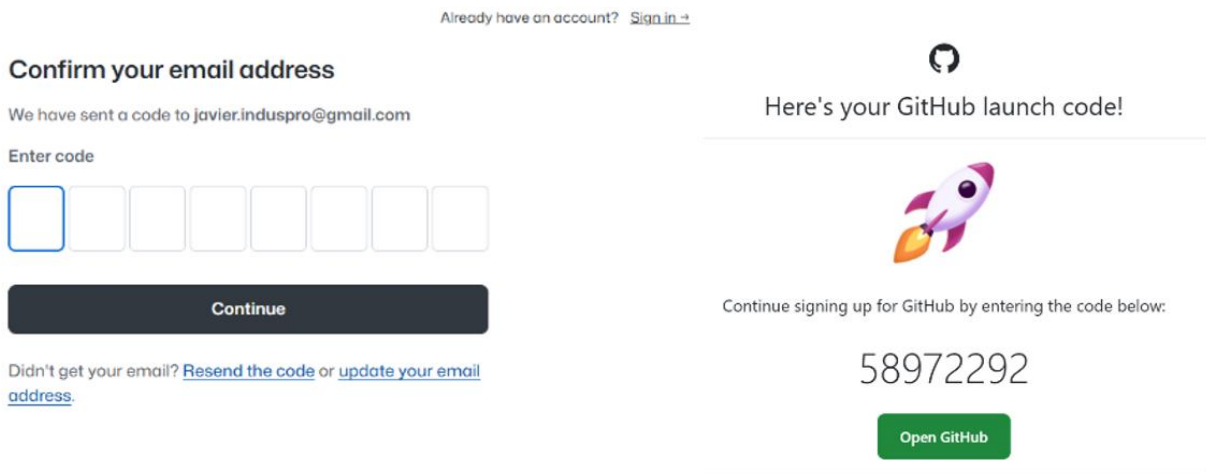 Already have an account? Sign in →
Confirm your email address
We have sent a code to javier.induspro@gmail.com
Enter code
Continue
Didn't get your email? Resend the code or update your email
address.
Here's your GitHub launch code!
Continue signing up for GitHub by entering the code below:
58972292
Open GitHub